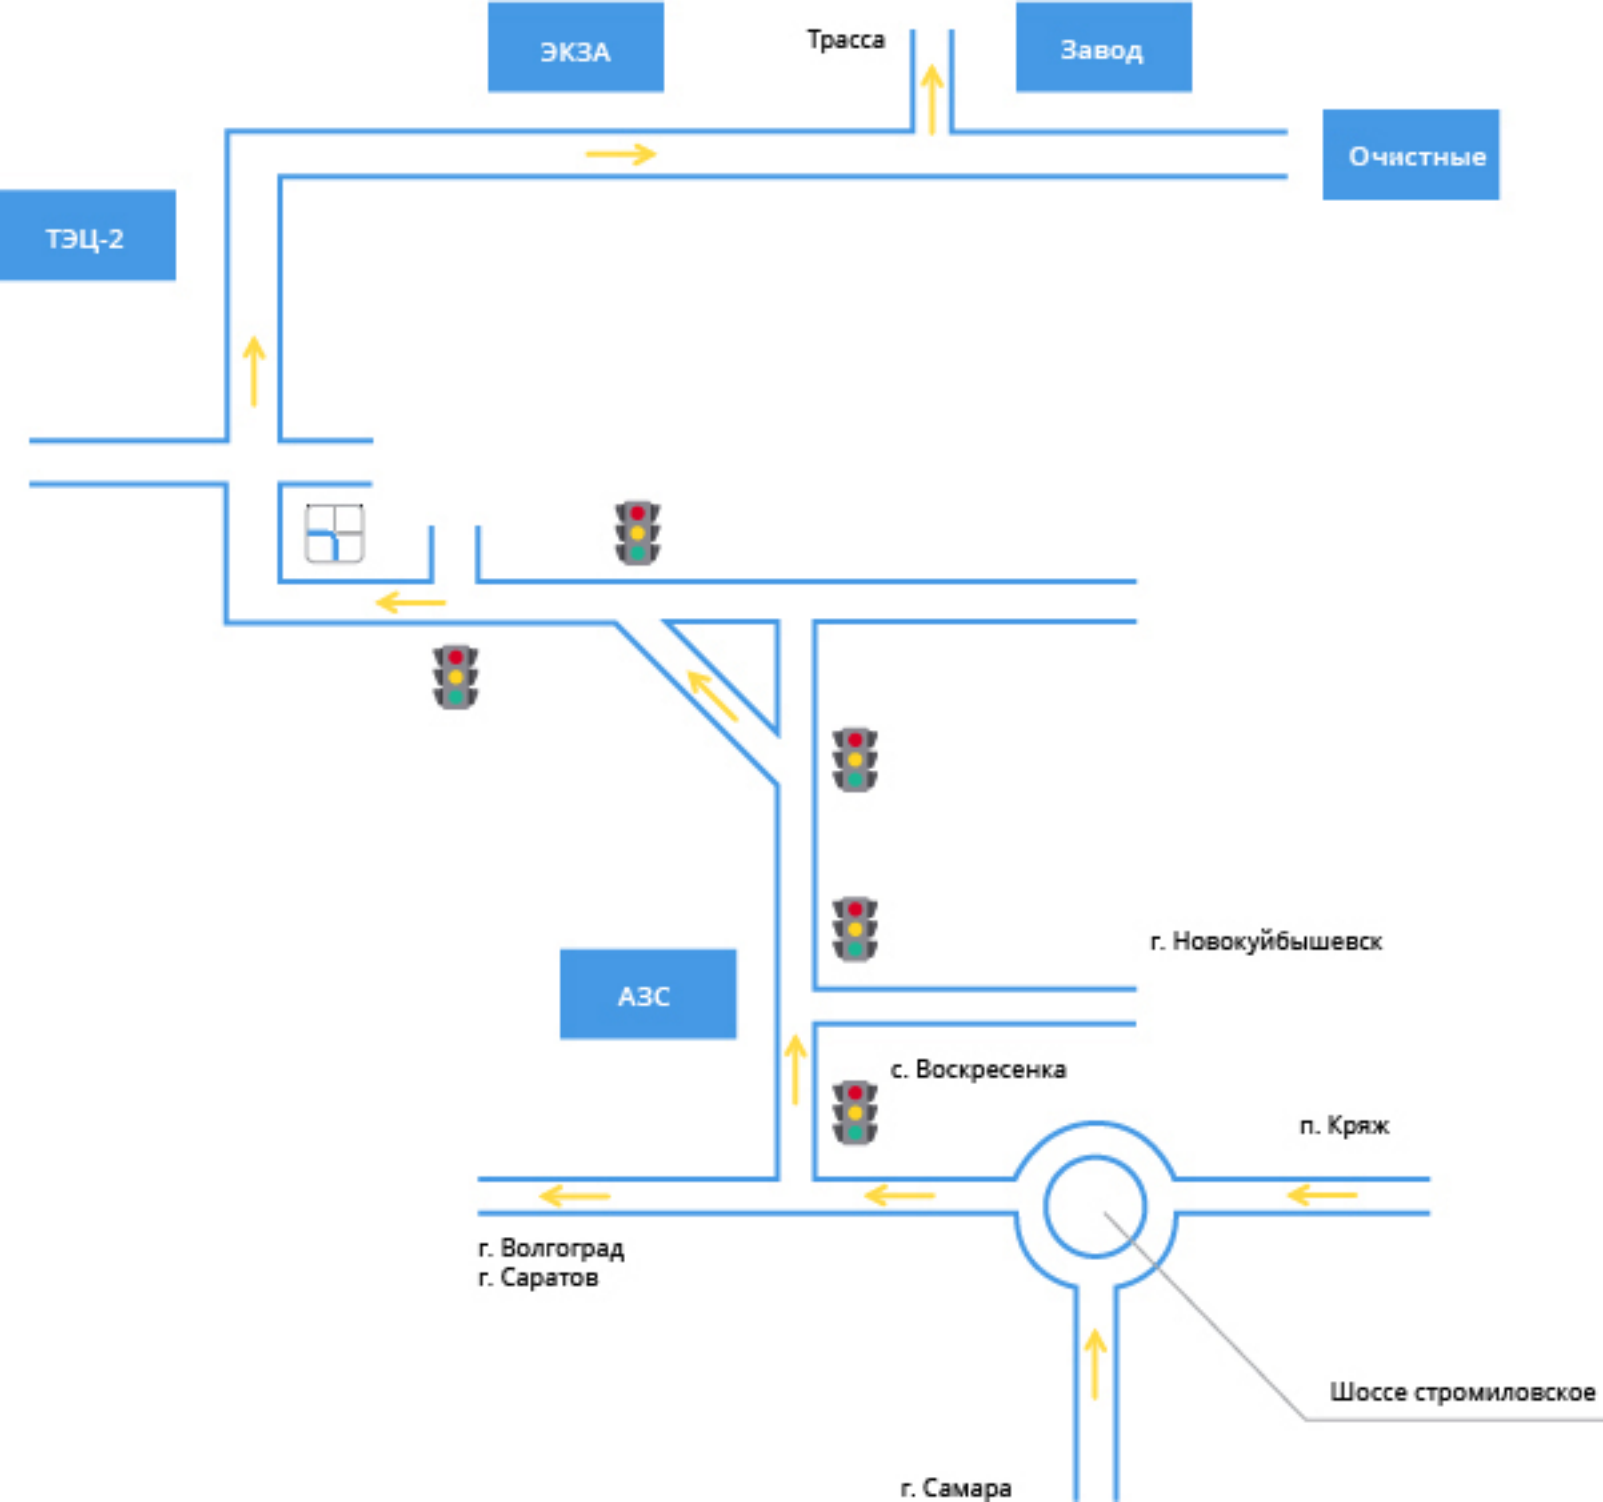 ЭКЗА
Трасса
Завод
Очистные
ТЭЦ-2
г. Новокуйбышевск
АЗС
с. Воскресенка
п. Кряж
г. Волгоград
г. Саратов
Шоссе стромиловское
г. Самара